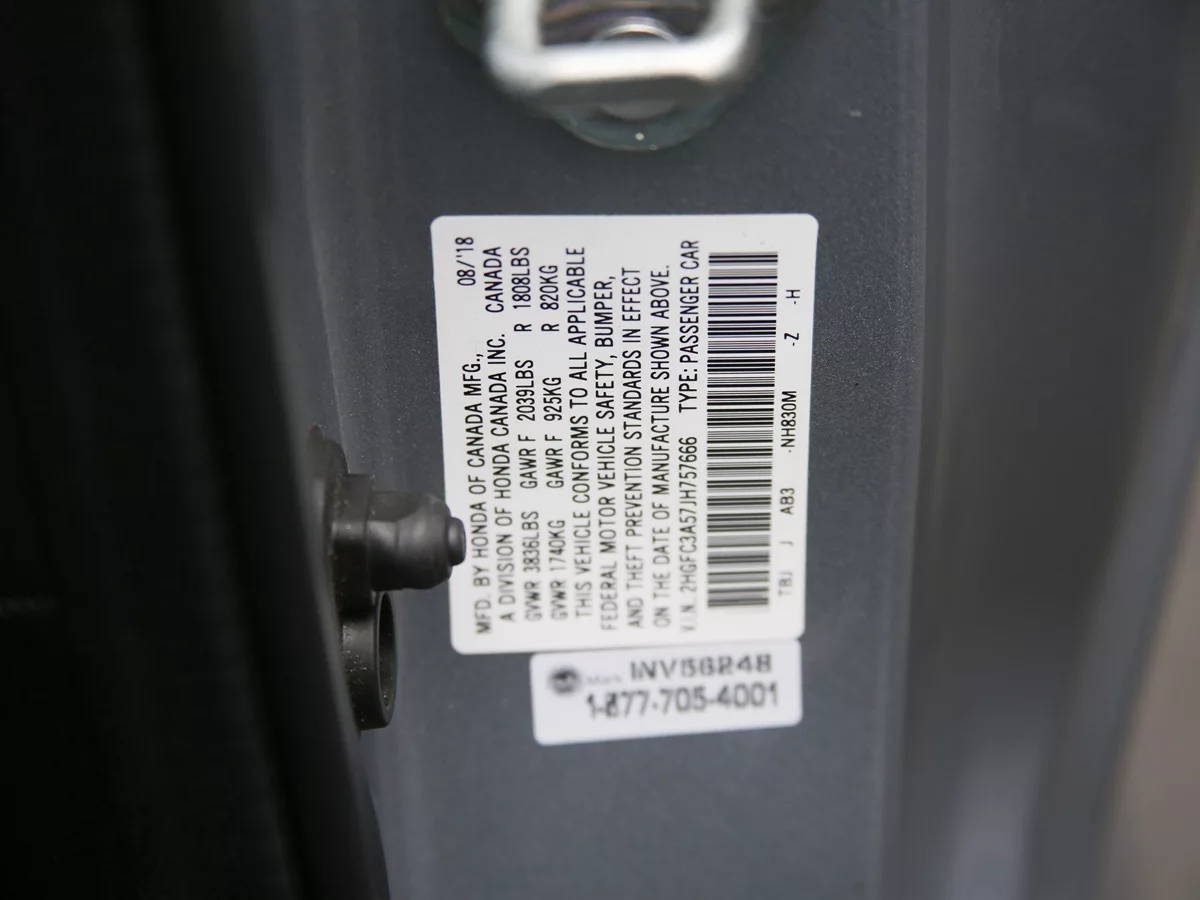 MFD. BY HONDA OF CANADA MFG., 08/'18
A DIVISION OF HONDA CANADA INC. CANADA
GVWR 3836LBS GAWR F 2039LBS R 1808LBS
GVWR 1740KG GAWR F 925KG R 820KG
THIS VEHICLE CONFORMS TO ALL APPLICABLE
FEDERAL MOTOR VEHICLE SAFETY, BUMPER,
AND THEFT PREVENTION STANDARDS IN EFFECT
ON THE DATE OF MANUFACTURE SHOWN ABOVE.
V.I.N. 2HGFC3A57JH757666 TYPE: PASSENGER CAR
TBJ J AB3 -NH830M -Z -H
INV56248
1-877-705-4001